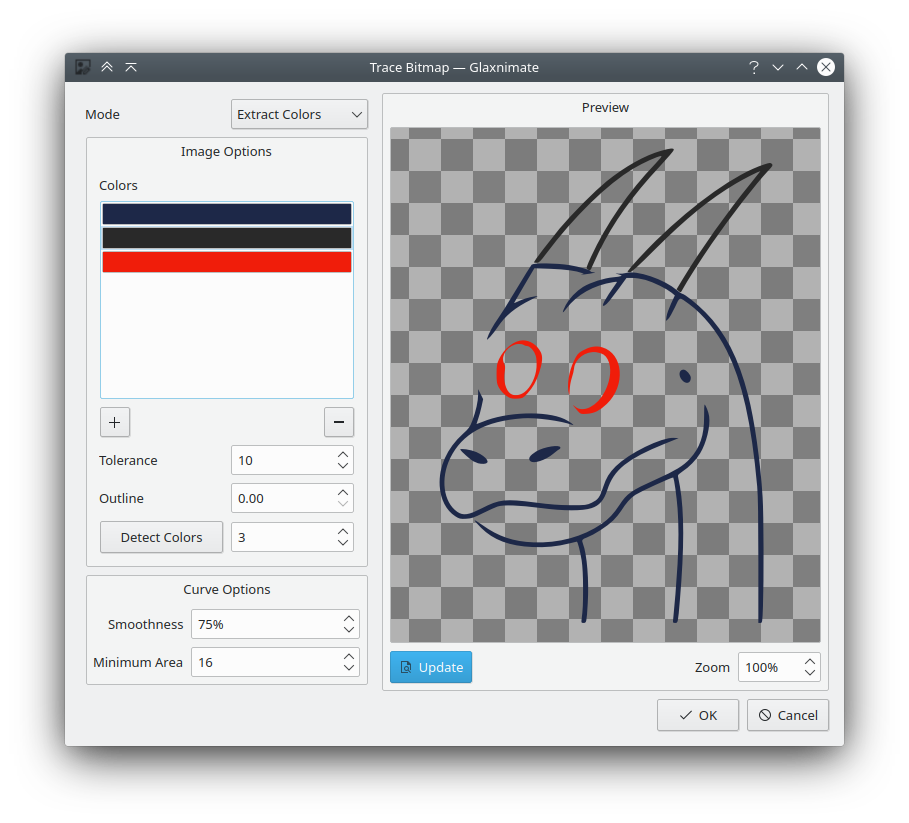 Trace Bitmap — Glaxnimate
Mode
Extract Colors
Image Options
Colors
Tolerance
10
Outline
0.00
Detect Colors
3
Curve Options
Smoothness
75%
Minimum Area
16
Preview
Update
Zoom
100%
OK
Cancel